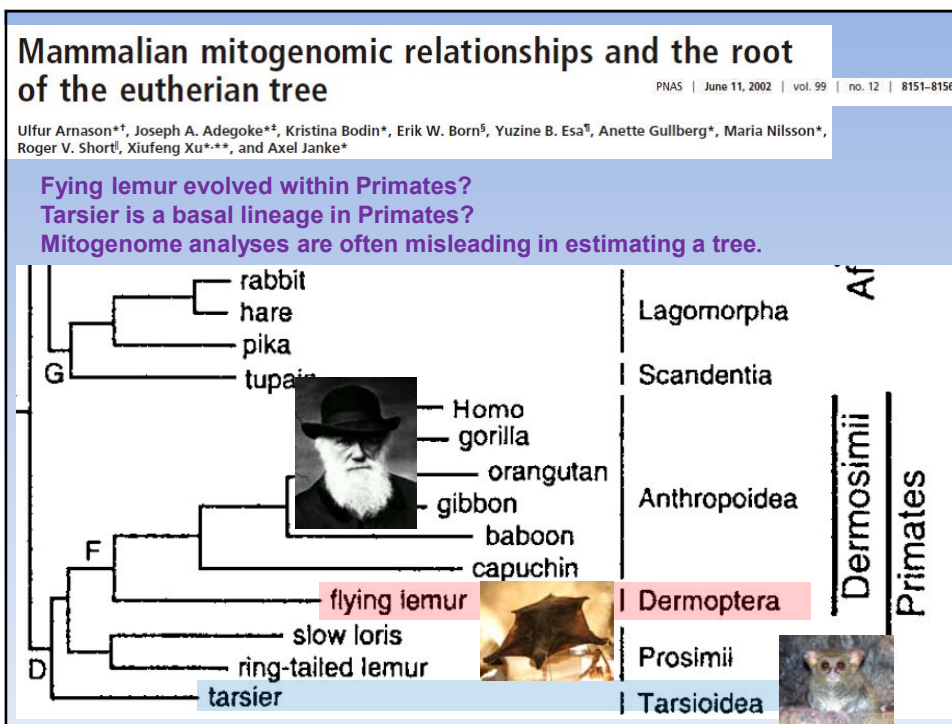 Mammalian mitogenomic relationships and the root
of the eutherian tree
PNAS | June 11, 2002 | vol. 99 | no. 12 | 8151–8156
Ulfur Arnason*†, Joseph A. Adegoke*‡, Kristina Bodin*, Erik W. Born§, Yuzine B. Esa¶, Anette Gullberg*, Maria Nilsson*,
Roger V. Short||, Xiufeng Xu*,**, and Axel Janke*
Fying lemur evolved within Primates?
Tarsier is a basal lineage in Primates?
Mitogenome analyses are often misleading in estimating a tree.
rabbit
hare
Lagomorpha
Af
pika
G
Scandentia
Homo
gorilla
orangutan
gibbon
Anthropoidea
baboon
F
capuchin
Dermosimii
Primates
flying lemur
Dermoptera
slow loris
Prosimii
D
ring-tailed lemur
tarsier
Tarsioidea